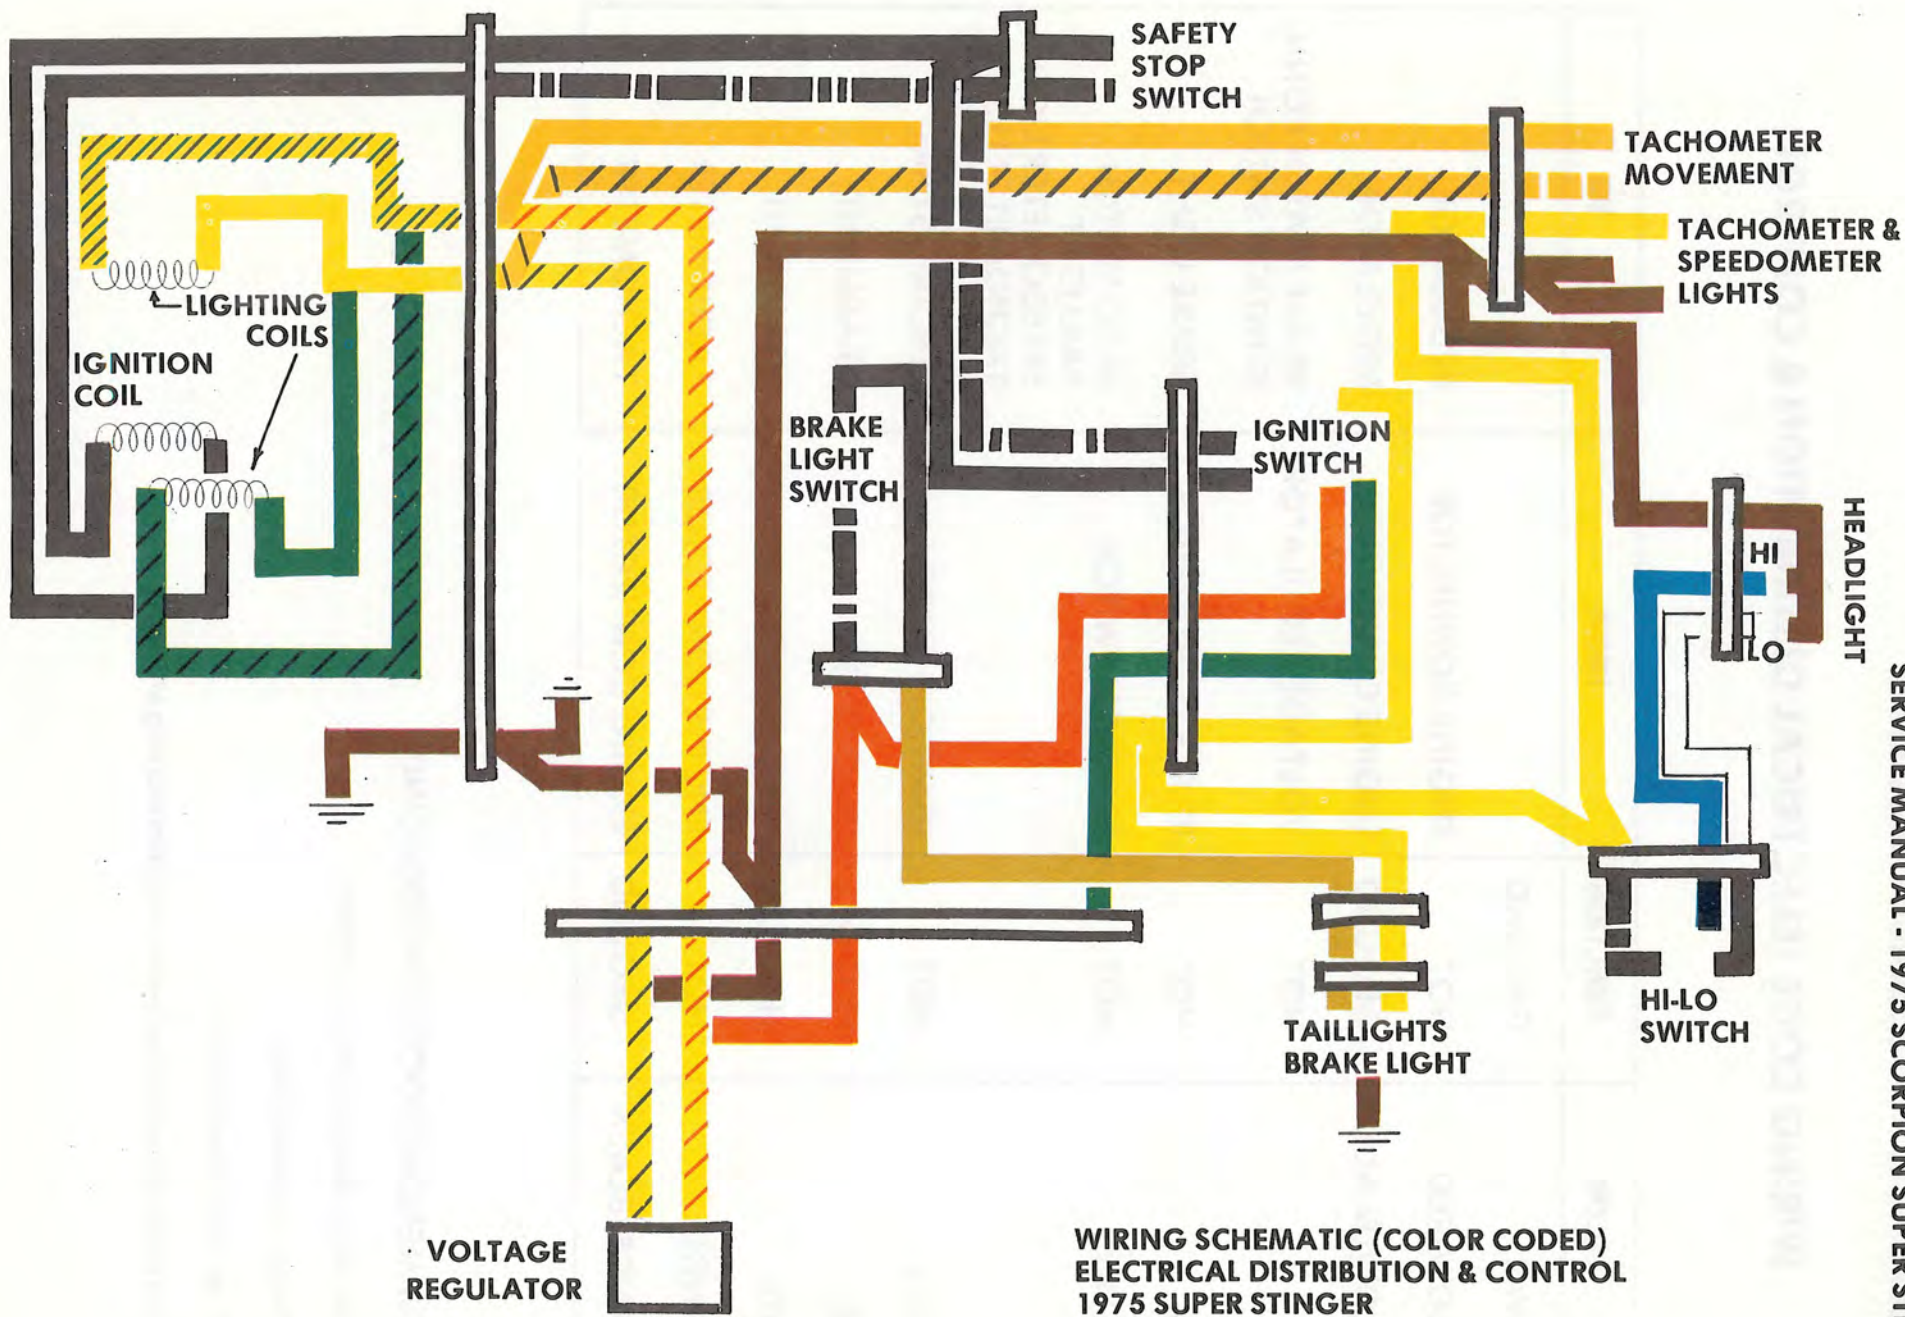 SAFETY
STOP
SWITCH
TACHOMETER
MOVEMENT
TACHOMETER &
SPEEDOMETER
LIGHTS
LIGHTING
COILS
IGNITION
COIL
BRAKE
LIGHT
SWITCH
IGNITION
SWITCH
HEADLIGHT
HI
LO
HI-LO
SWITCH
TAILLIGHTS
BRAKE LIGHT
VOLTAGE
REGULATOR
WIRING SCHEMATIC (COLOR CODED)
ELECTRICAL DISTRIBUTION & CONTROL
1975 SUPER STINGER
SERVICE MANUAL - 1975 SCORPION SUPER